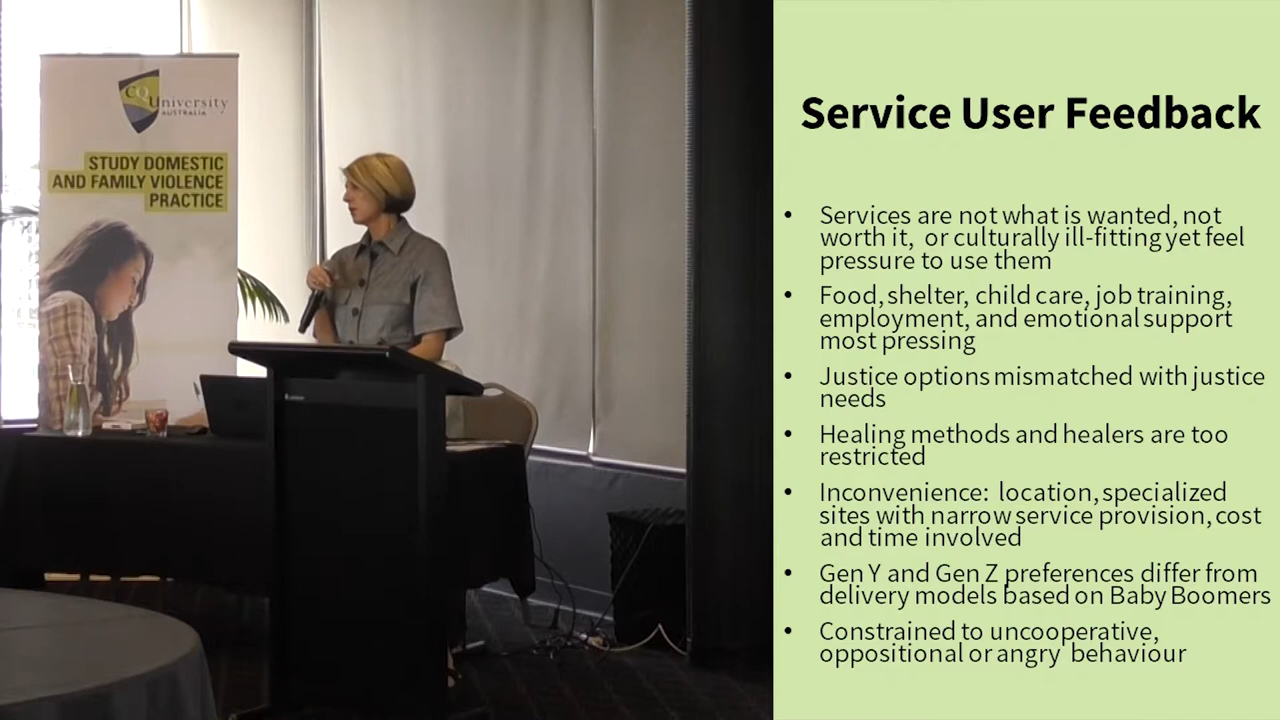 CQUniversity
AUSTRALIA
STUDY DOMESTIC
AND FAMILY VIOLENCE
PRACTICE
Service User Feedback
• Services are not what is wanted, not
worth it, or culturally ill-fitting yet feel
pressure to use them
• Food, shelter, child care, job training,
employment, and emotional support
most pressing
• Justice options mismatched with justice
needs
• Healing methods and healers are too
restricted
• Inconvenience: location, specialized
sites with narrow service provision, cost
and time involved
• Gen Y and Gen Z preferences differ from
delivery models based on Baby Boomers
• Constrained to uncooperative,
oppositional or angry behaviour